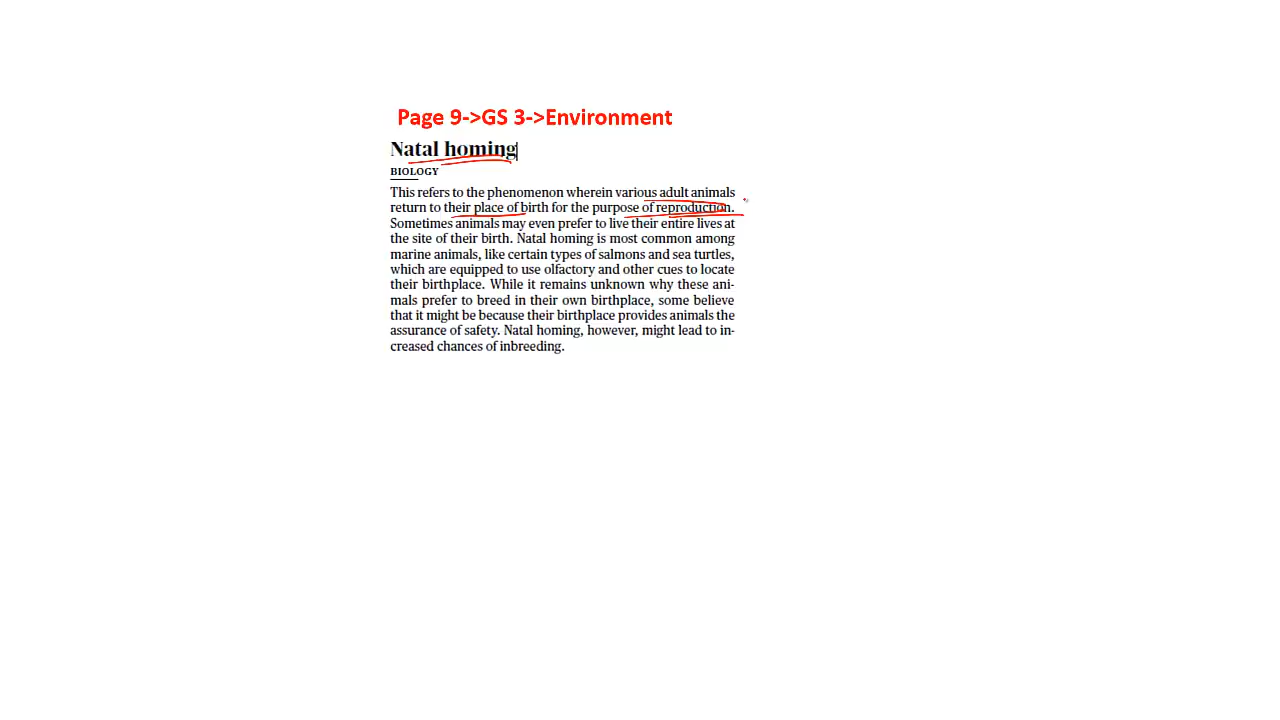 Page 9->GS 3->Environment
Natal homing
BIOLOGY
This refers to the phenomenon wherein various adult animals
return to their place of birth for the purpose of reproduction.
Sometimes animals may even prefer to live their entire lives at
the site of their birth. Natal homing is most common among
marine animals, like certain types of salmons and sea turtles,
which are equipped to use olfactory and other cues to locate
their birthplace. While it remains unknown why these ani-
mals prefer to breed in their own birthplace, some believe
that it might be because their birthplace provides animals the
assurance of safety. Natal homing, however, might lead to in-
creased chances of inbreeding.